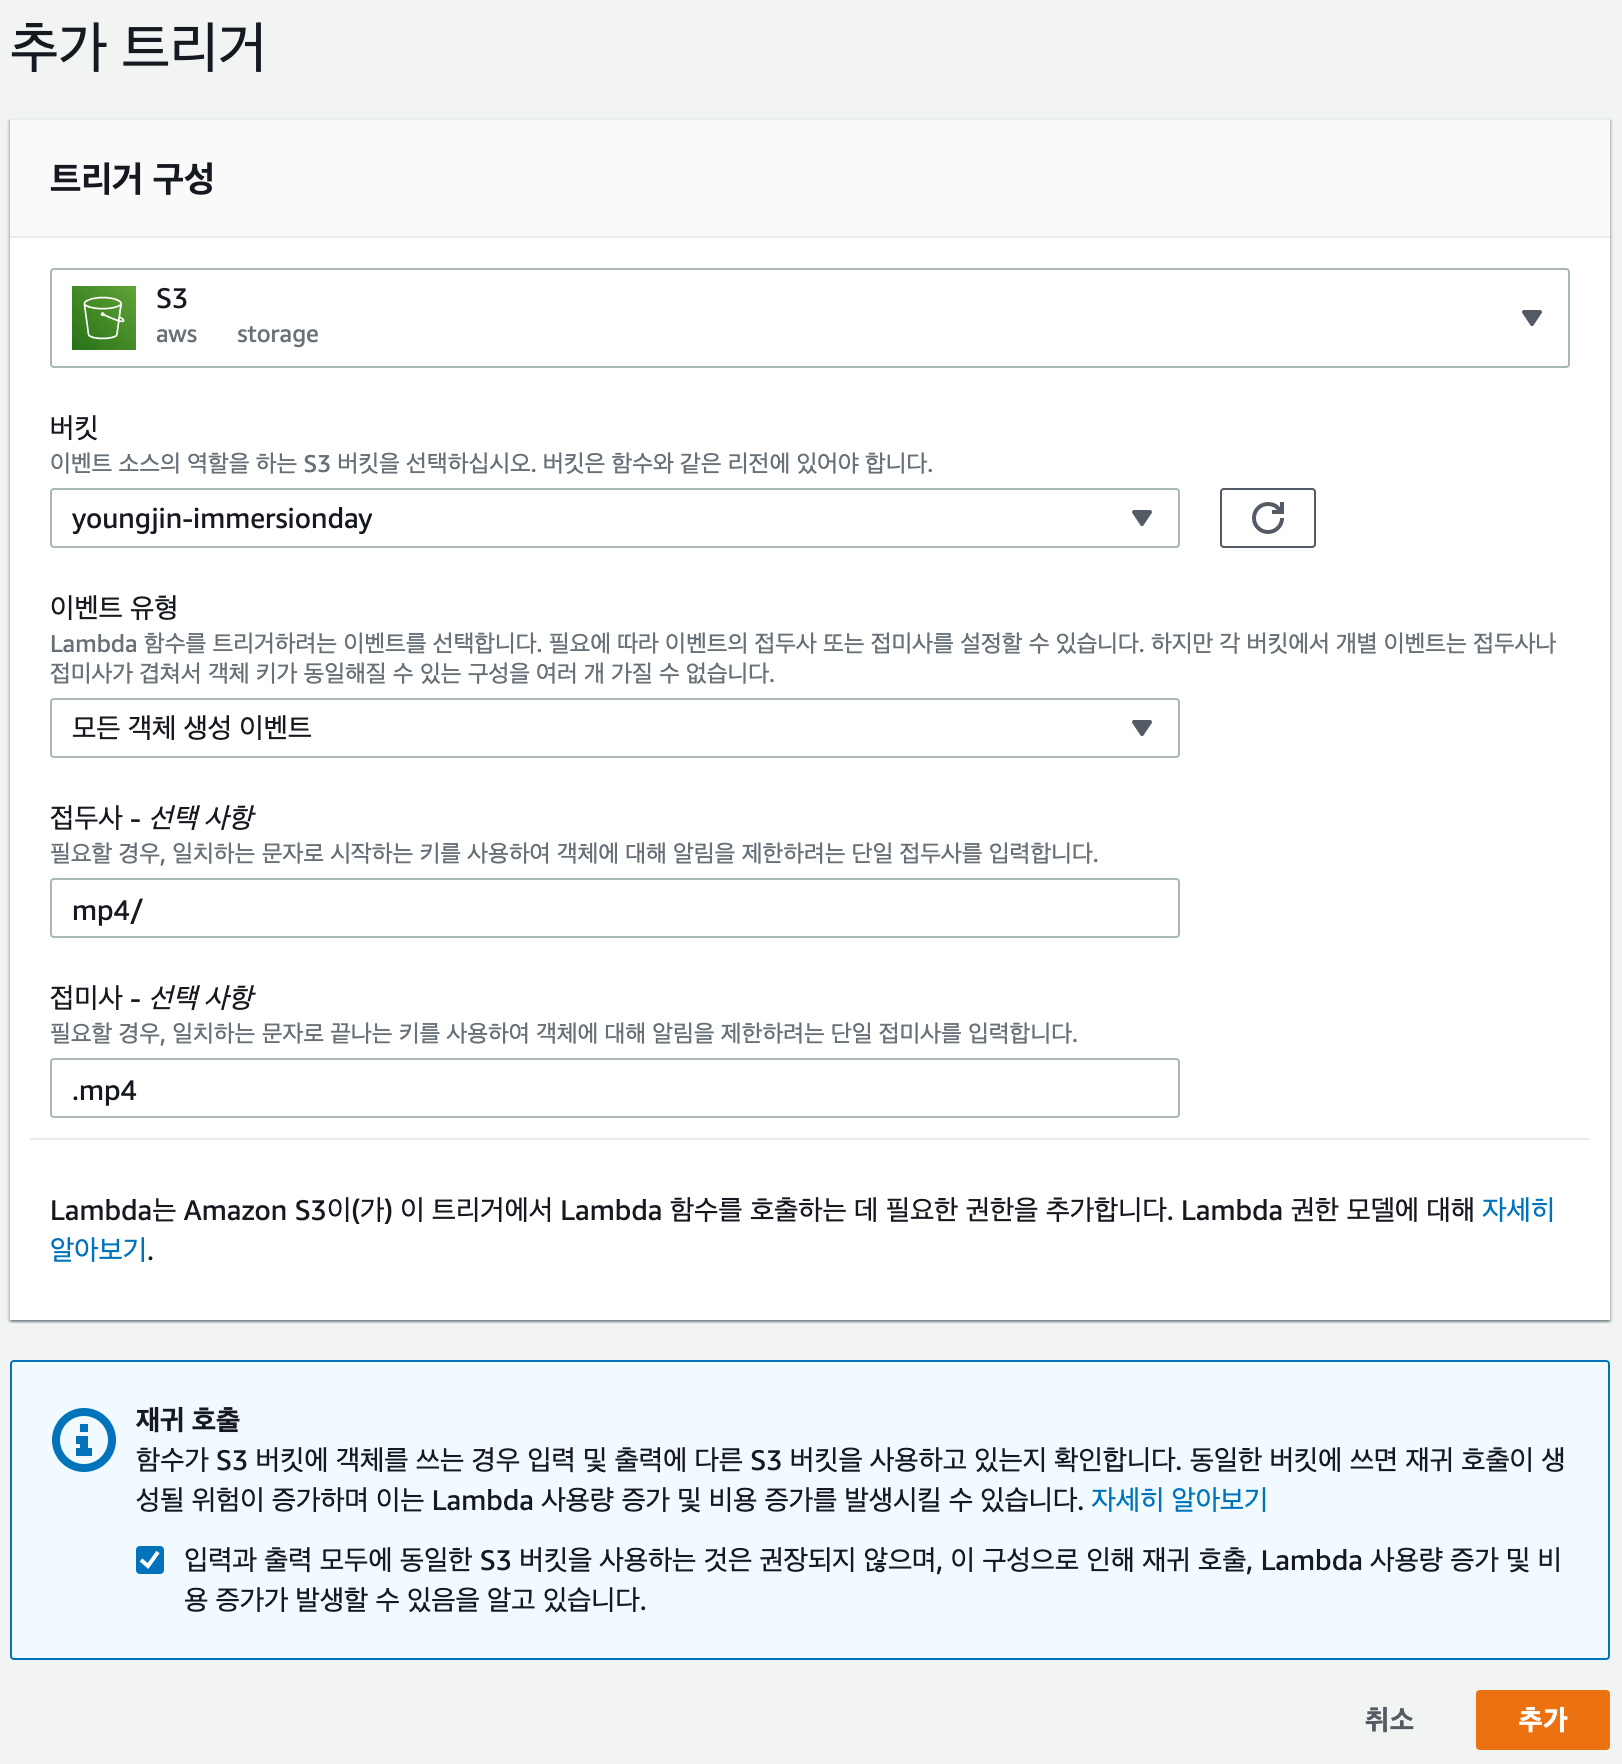 추가 트리거
트리거 구성
S3
aws storage
버킷
이벤트 소스의 역할을 하는 S3 버킷을 선택하십시오. 버킷은 함수와 같은 리전에 있어야 합니다.
youngjin-immersionday
이벤트 유형
Lambda 함수를 트리거하려는 이벤트를 선택합니다. 필요에 따라 이벤트의 접두사 또는 접미사를 설정할 수 있습니다. 하지만 각 버킷에서 개별 이벤트는 접두사나
접미사가 겹쳐서 객체 키가 동일해질 수 있는 구성을 여러 개 가질 수 없습니다.
모든 객체 생성 이벤트
접두사 - 선택 사항
필요할 경우, 일치하는 문자로 시작하는 키를 사용하여 객체에 대해 알림을 제한하려는 단일 접두사를 입력합니다.
mp4/
접미사 - 선택 사항
필요할 경우, 일치하는 문자로 끝나는 키를 사용하여 객체에 대해 알림을 제한하려는 단일 접미사를 입력합니다.
.mp4
Lambda는 Amazon S3이(가) 이 트리거에서 Lambda 함수를 호출하는 데 필요한 권한을 추가합니다. Lambda 권한 모델에 대해 자세히
알아보기.
재귀 호출
함수가 S3 버킷에 객체를 쓰는 경우 입력 및 출력에 다른 S3 버킷을 사용하고 있는지 확인합니다. 동일한 버킷에 쓰면 재귀 호출이 생
성될 위험이 증가하며 이는 Lambda 사용량 증가 및 비용 증가를 발생시킬 수 있습니다. 자세히 알아보기
입력과 출력 모두에 동일한 S3 버킷을 사용하는 것은 권장되지 않으며, 이 구성으로 인해 재귀 호출, Lambda 사용량 증가 및 비
용 증가가 발생할 수 있음을 알고 있습니다.
취소 추가